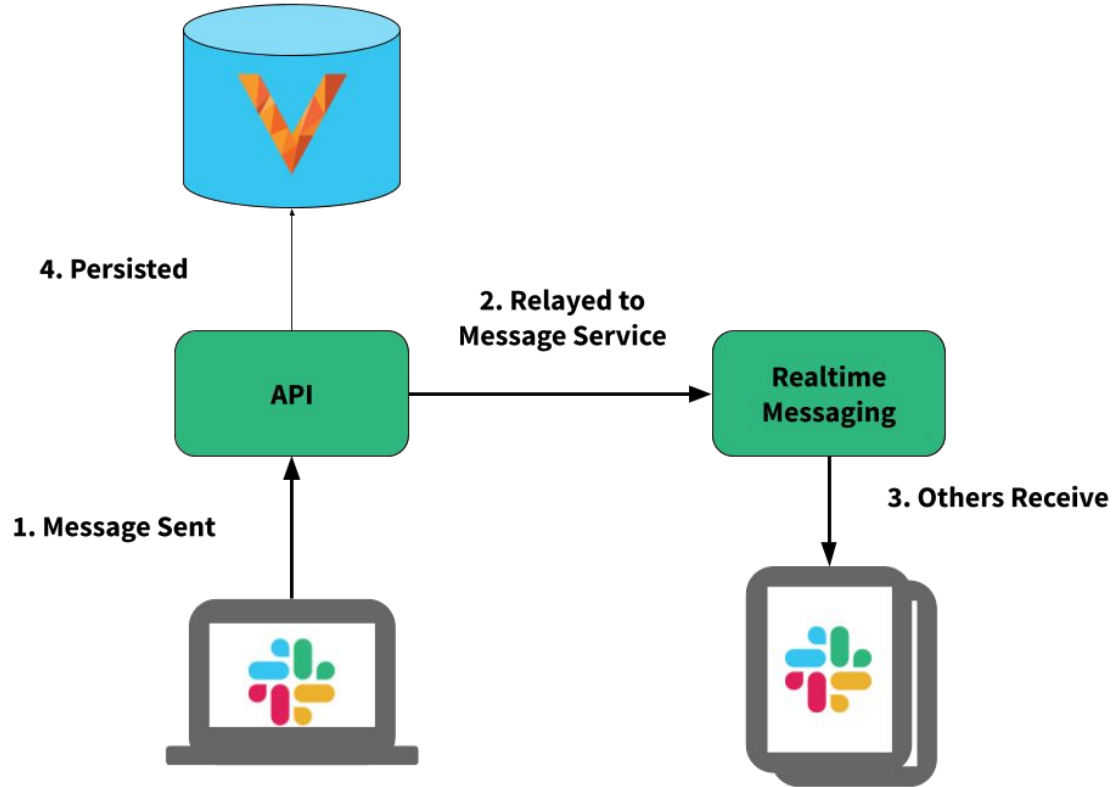 4. Persisted
2. Relayed to
Message Service
API
Realtime
Messaging
1. Message Sent
3. Others Receive